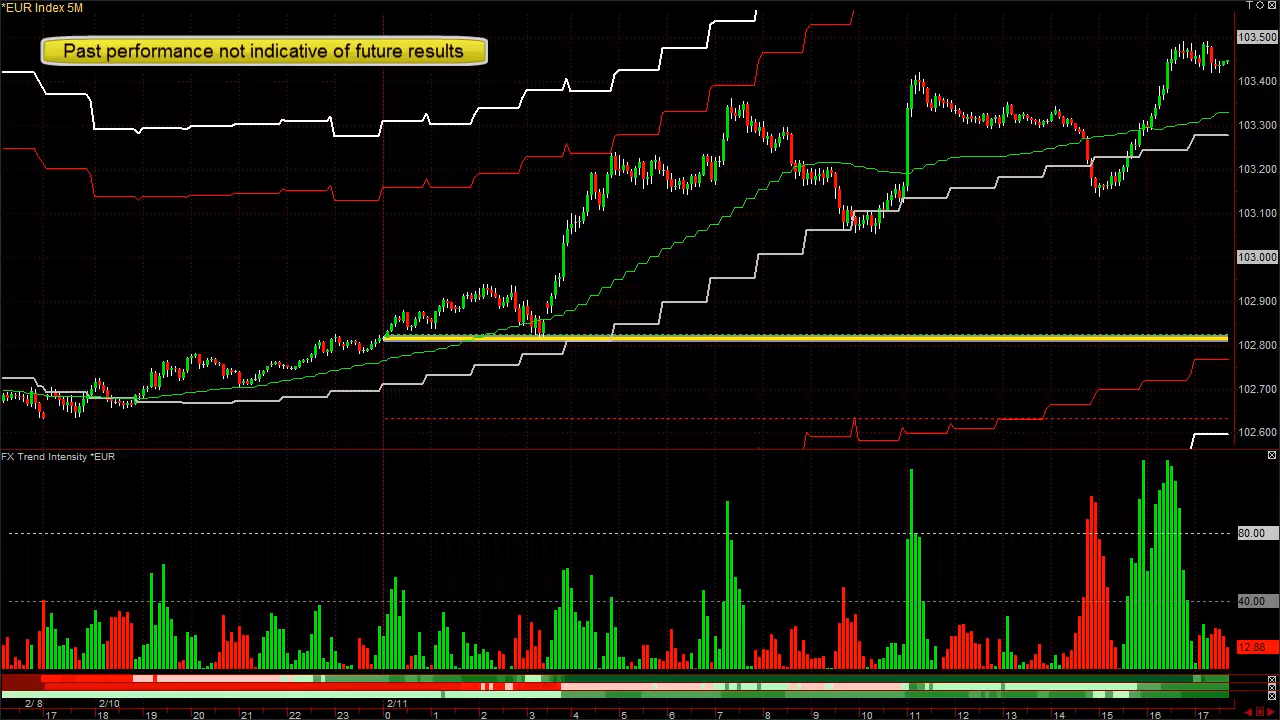 *EUR Index 5M
Past performance not indicative of future results
103.500
103.400
103.300
103.200
103.100
103.000
102.900
102.800
102.700
102.600
FX Trend Intensity *EUR
80.00
40.00
12.88
2/ 8 2/10 2/11
17 18 19 20 21 22 23 0 1 2 3 4 5 6 7 8 9 10 11 12 13 14 15 16 17